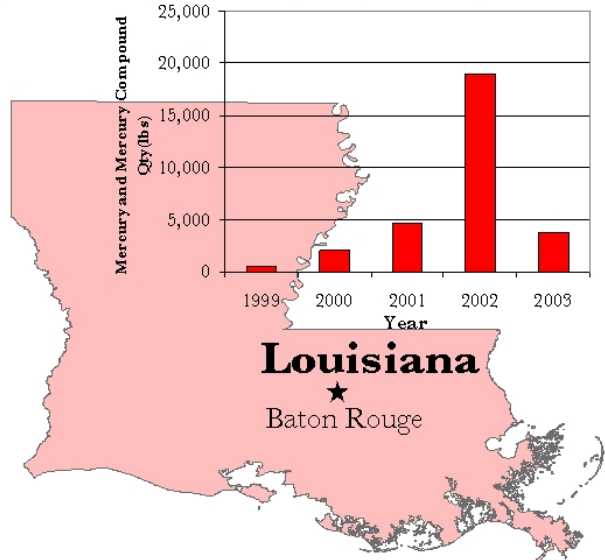 25,000
20,000
15,000
10,000
5,000
0
Mercury and Mercury Compound
Qty(lbs)
1999 2000 2001 2002 2003
Year
Louisiana
Baton Rouge